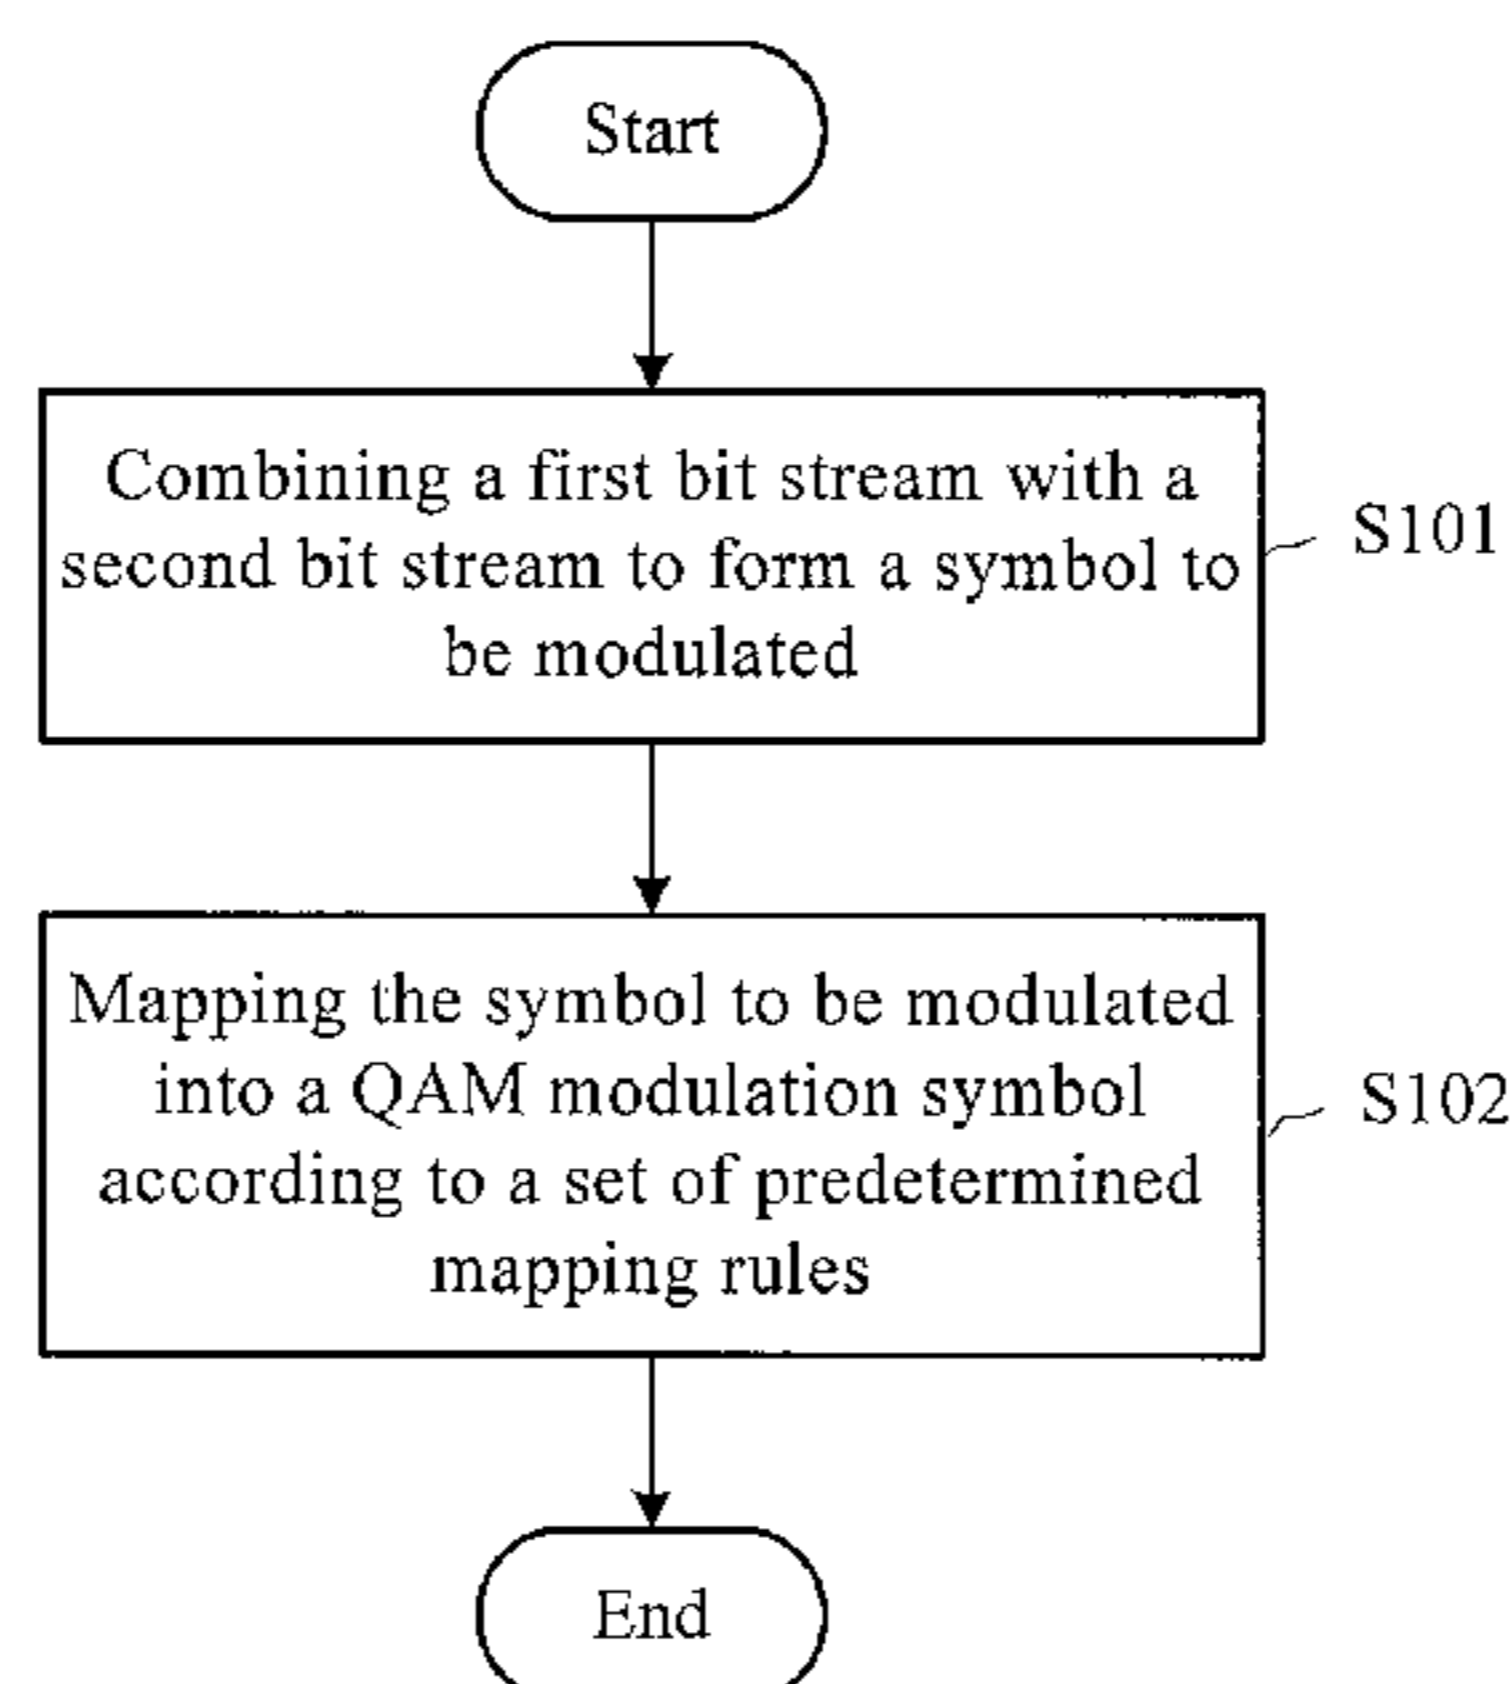 Start
Combining a first bit stream with a
second bit stream to form a symbol to
be modulated
S101
Mapping the symbol to be modulated
into a QAM modulation symbol
according to a set of predetermined
mapping rules
S102
End